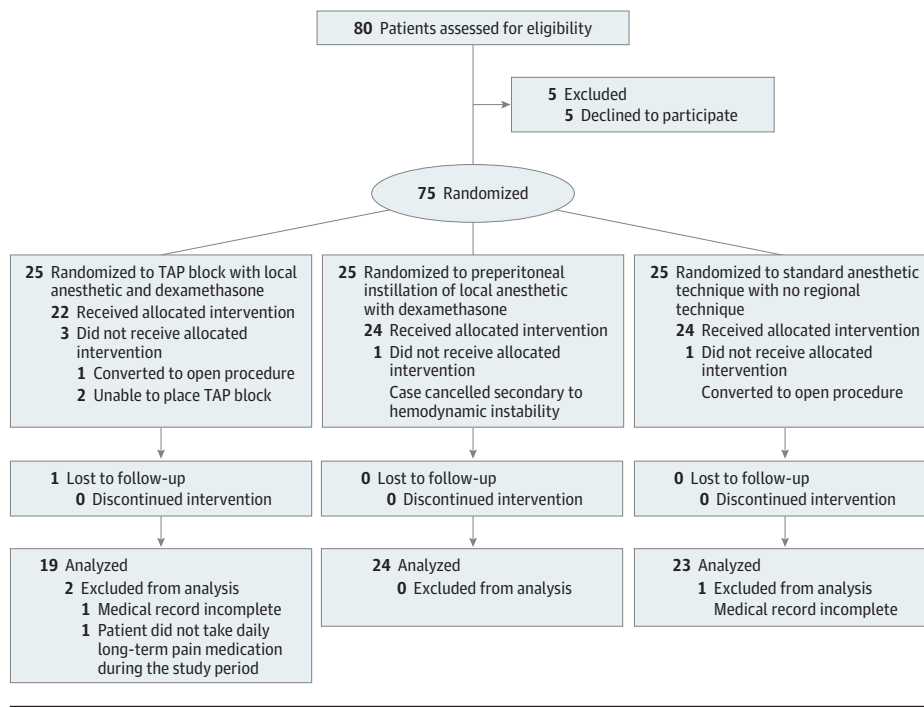 80 Patients assessed for eligibility
5 Excluded
5 Declined to participate
75 Randomized
25 Randomized to TAP block with local
anesthetic and dexamethasone
22 Received allocated intervention
3 Did not receive allocated
intervention
1 Converted to open procedure
2 Unable to place TAP block
25 Randomized to preperitoneal
instillation of local anesthetic
with dexamethasone
24 Received allocated intervention
1 Did not receive allocated
intervention
Case cancelled secondary to
hemodynamic instability
25 Randomized to standard anesthetic
technique with no regional
technique
24 Received allocated intervention
1 Did not receive allocated
intervention
Converted to open procedure
1 Lost to follow-up
0 Discontinued intervention
0 Lost to follow-up
0 Discontinued intervention
0 Lost to follow-up
0 Discontinued intervention
19 Analyzed
2 Excluded from analysis
1 Medical record incomplete
1 Patient did not take daily
long-term pain medication
during the study period
24 Analyzed
0 Excluded from analysis
23 Analyzed
1 Excluded from analysis
Medical record incomplete